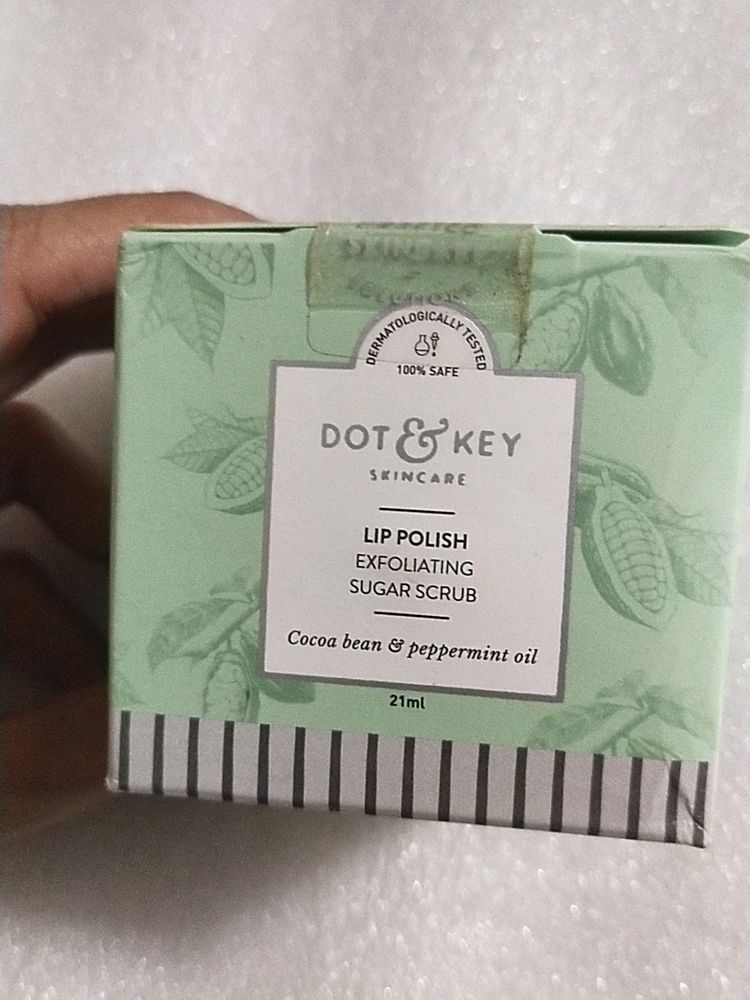 DERMATOLOGICALLY TESTED
100% SAFE
DOT & KEY
SKINCARE
LIP POLISH
EXFOLIATING
SUGAR SCRUB
Cocoa bean & peppermint oil
21ml